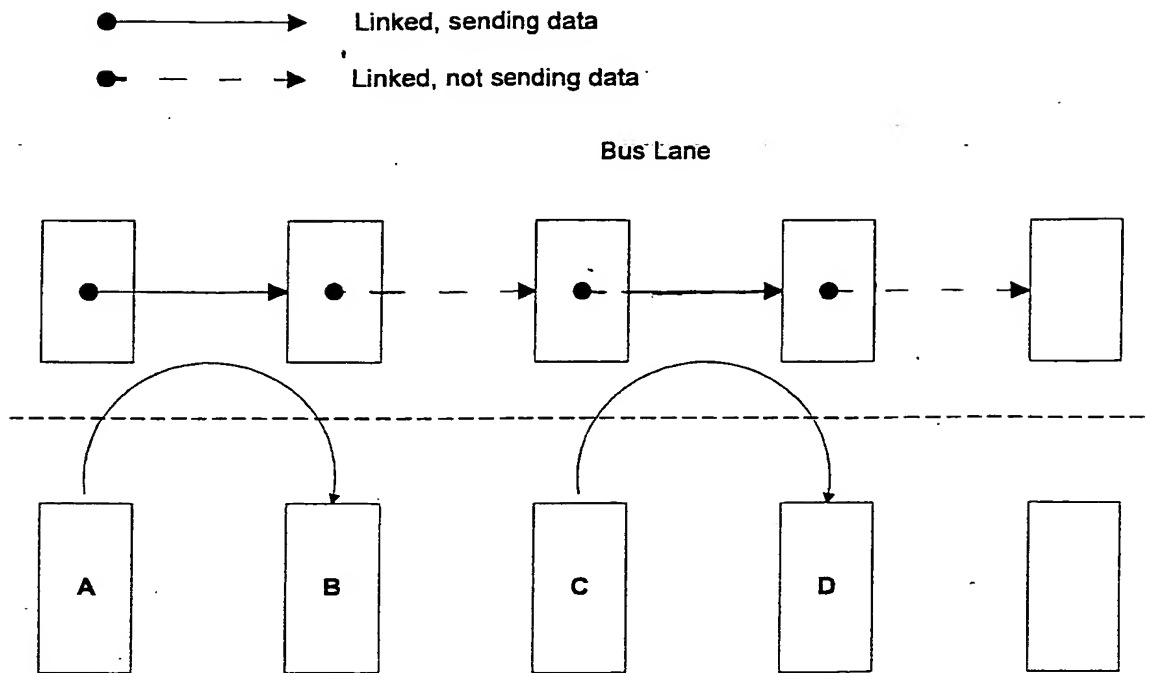 Linked, sending data
Linked, not sending data
Bus Lane
A B C D